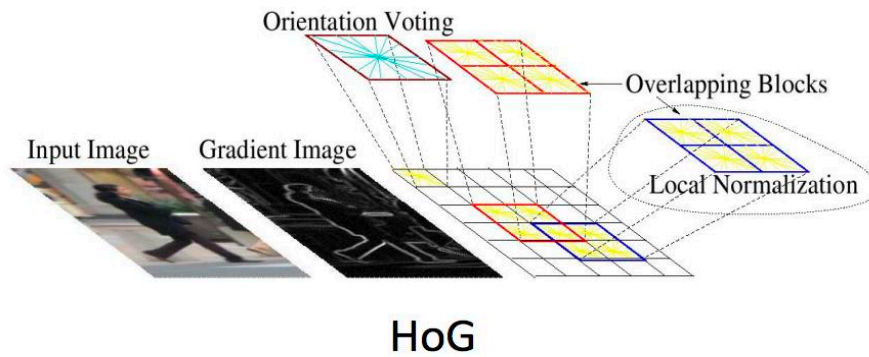 Orientation Voting
Overlapping Blocks
Input Image
Gradient Image
Local Normalization
HoG